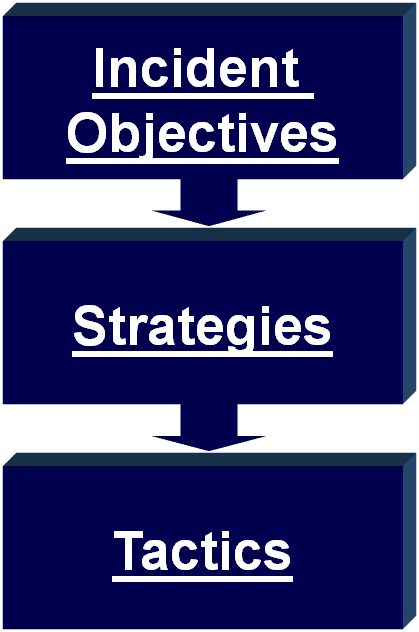 Incident
Objectives
Strategies
Tactics